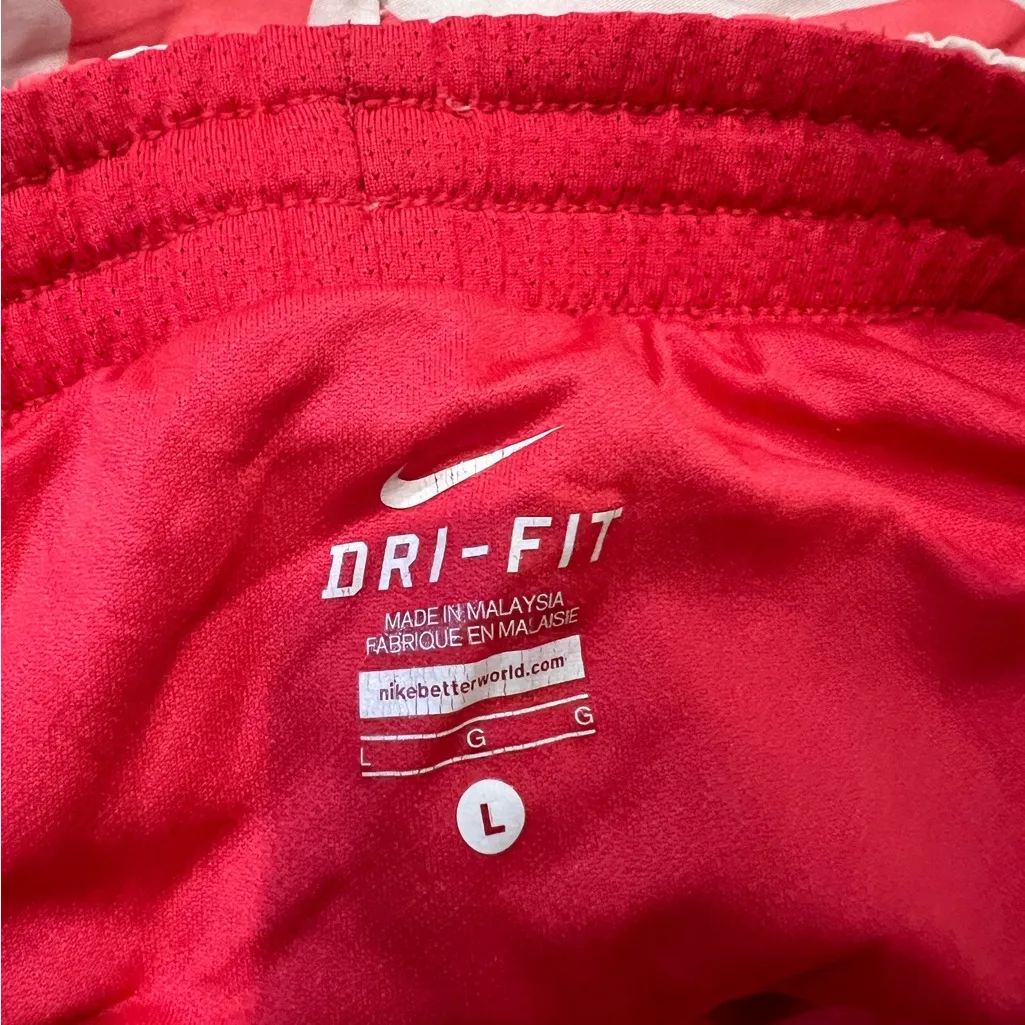 DRI-FIT
MADE IN MALAYSIA
FABRIQUE EN MALAISIE
nikebetterworld.com
L G G
L